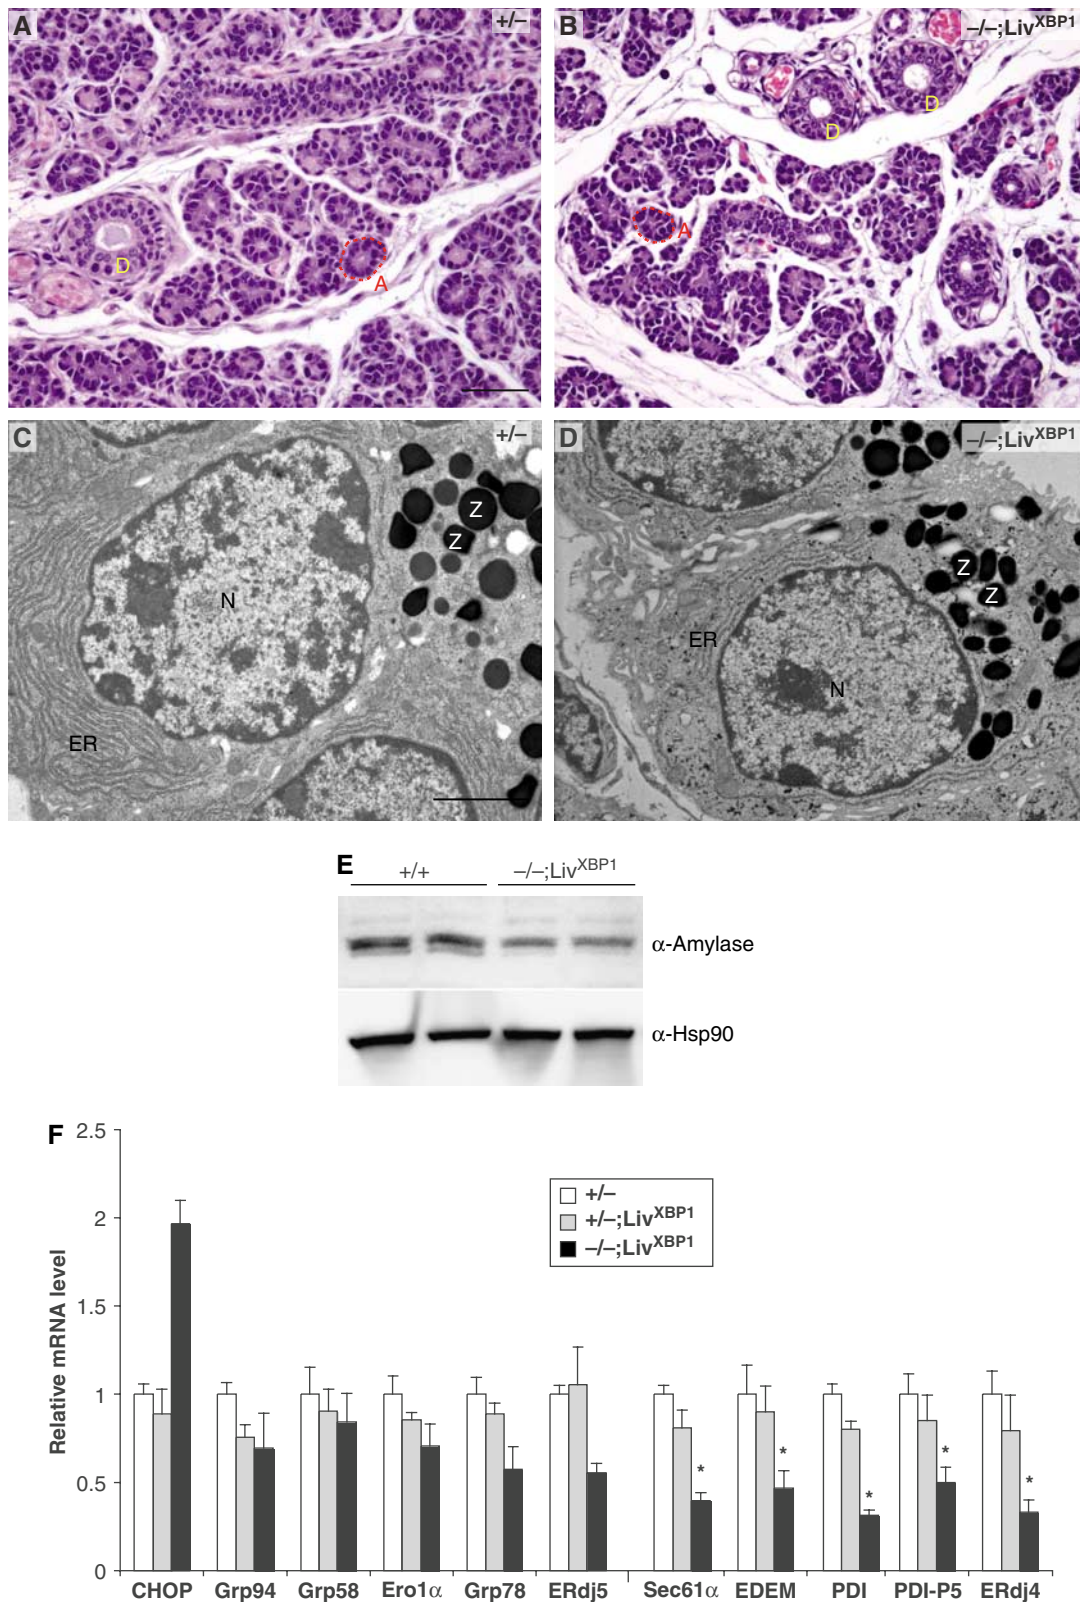 A
+/–
D
A
B
–/–;LivXBP1
D
D
A
C
+/–
Z
Z
N
ER
D
–/–;LivXBP1
Z
Z
ER
N
E
+/+
–/–;LivXBP1
α-Amylase
α-Hsp90
F
Relative mRNA level
2.5
2
1.5
1
0.5
0
+/–
+/–;LivXBP1
–/–;LivXBP1
* * * * *
CHOP Grp94 Grp58 Ero1α Grp78 ERdj5 Sec61α EDEM PDI PDI-P5 ERdj4